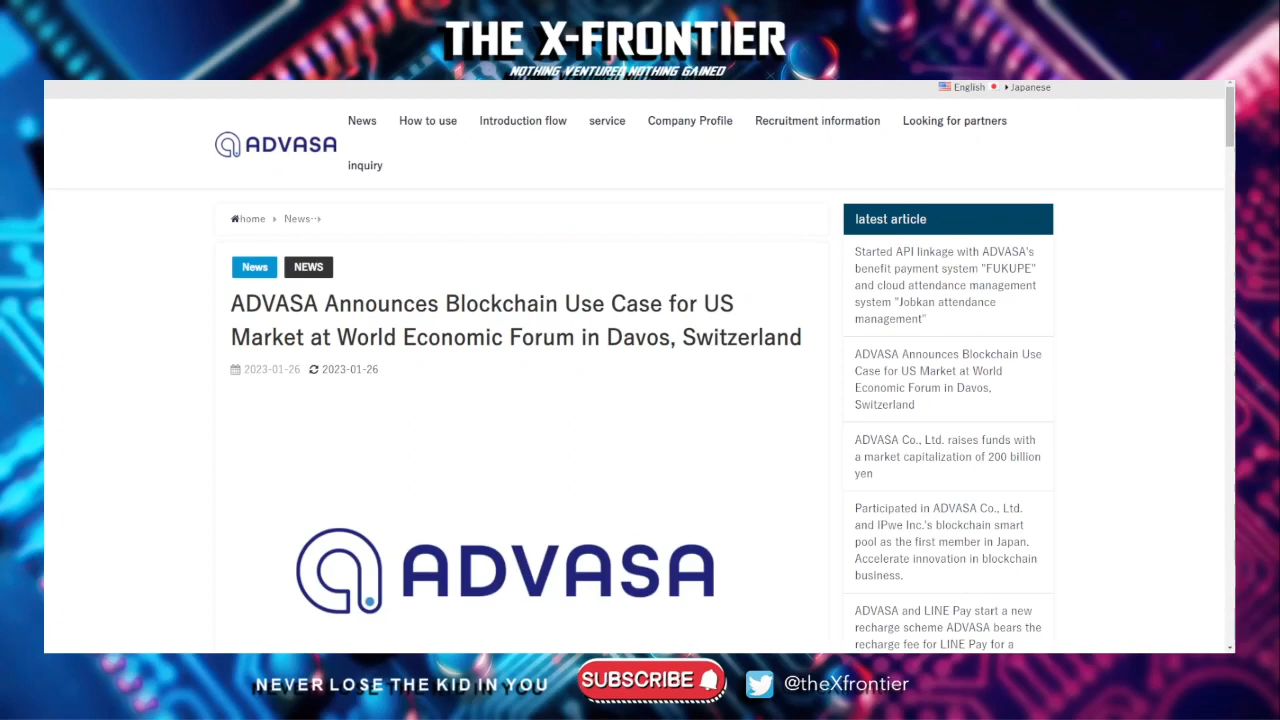 THE X-FRONTIER
NOTHING VENTURED NOTHING GAINED
English Japanese
ADVASA
News How to use Introduction flow service Company Profile Recruitment information Looking for partners
inquiry
home News
News NEWS
ADVASA Announces Blockchain Use Case for US
Market at World Economic Forum in Davos, Switzerland
2023-01-26 2023-01-26
ADVASA
latest article
Started API linkage with ADVASA's
benefit payment system "FUKUPE"
and cloud attendance management
system "Jobkan attendance
management"
ADVASA Announces Blockchain Use
Case for US Market at World
Economic Forum in Davos,
Switzerland
ADVASA Co., Ltd. raises funds with
a market capitalization of 200 billion
yen
Participated in ADVASA Co., Ltd.
and IPwe Inc.'s blockchain smart
pool as the first member in Japan.
Accelerate innovation in blockchain
business.
ADVASA and LINE Pay start a new
recharge scheme ADVASA bears the
recharge fee for LINE Pay for a
NEVER LOSE THE KID IN YOU
SUBSCRIBE
@theXfrontier